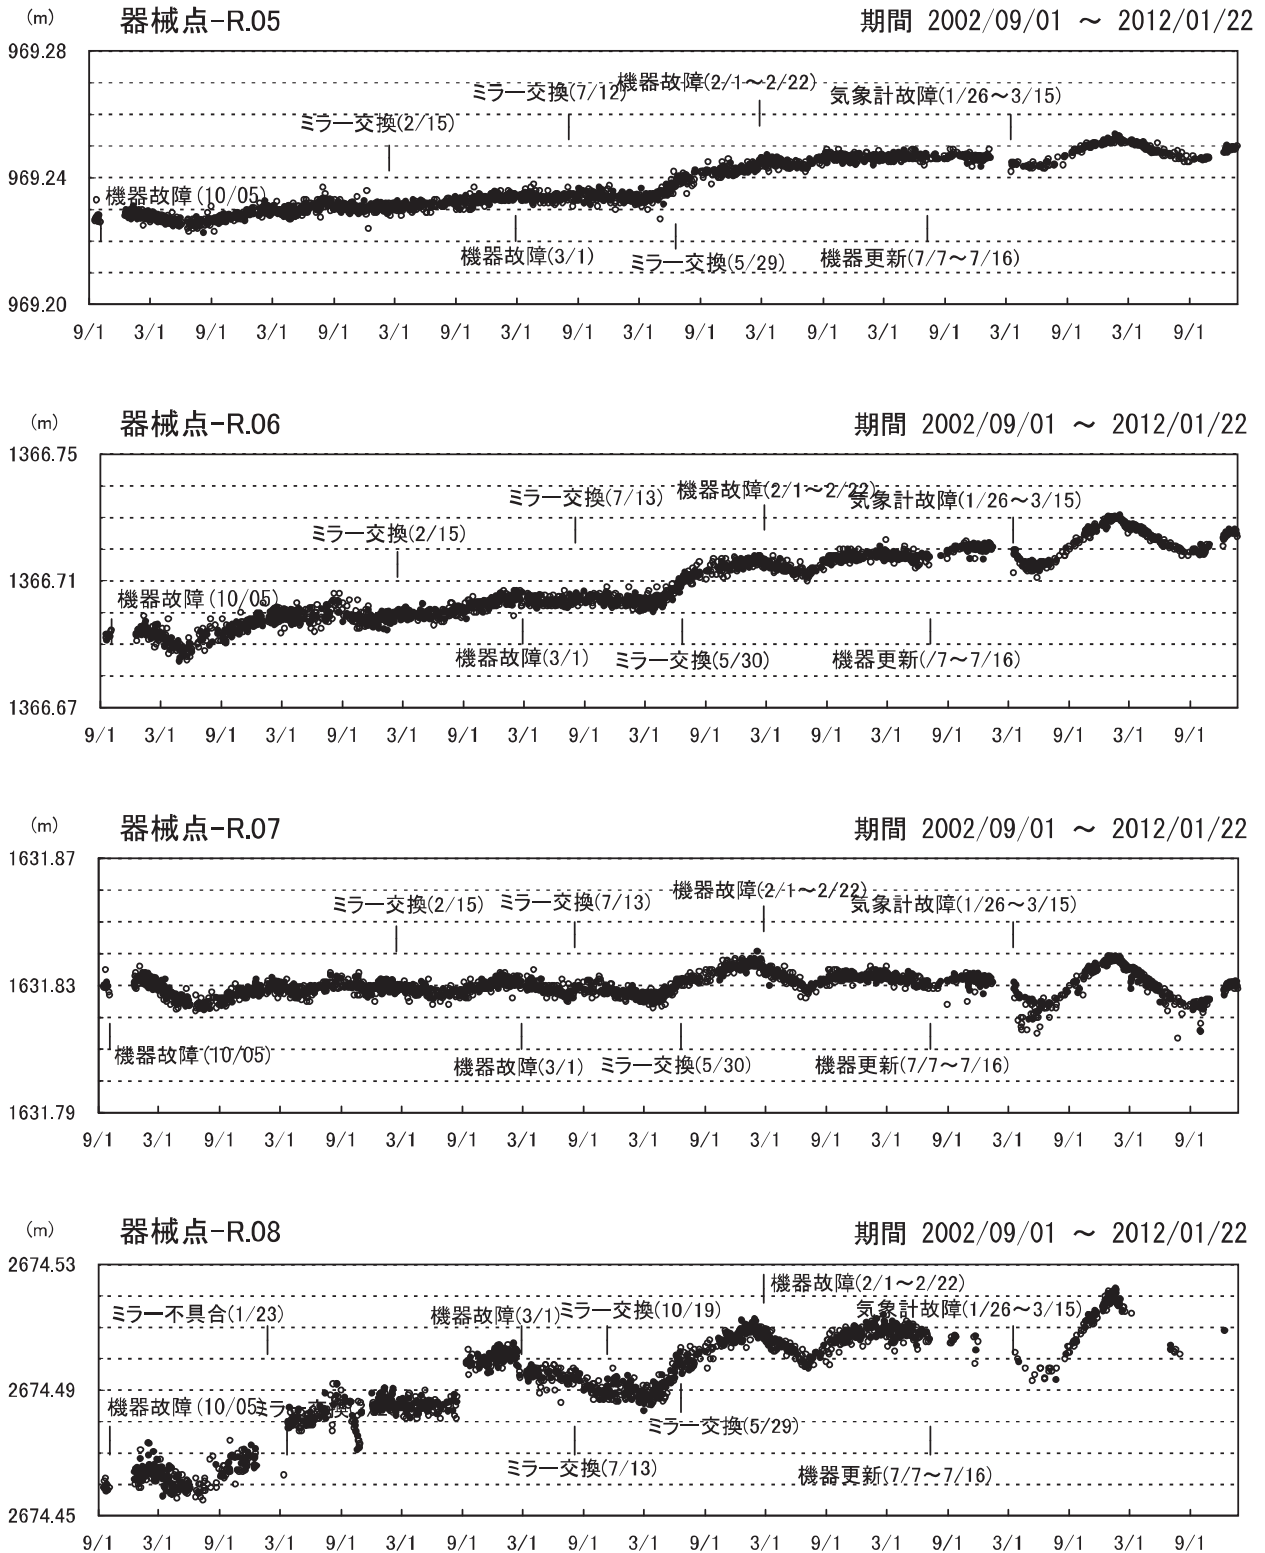 (m) 器械点-R.05 期間 2002/09/01 ～ 2012/01/22
969.28
ミラー交換(7/12) 機器故障(2/1～2/22) 気象計故障(1/26～3/15)
ミラー交換(2/15)
969.24
機器故障(10/05)
機器故障(3/1) ミラー交換(5/29) 機器更新(7/7～7/16)
969.20
9/1 3/1 9/1 3/1 9/1 3/1 9/1 3/1 9/1 3/1 9/1 3/1 9/1 3/1 9/1 3/1 9/1 3/1 9/1
(m) 器械点-R.06 期間 2002/09/01 ～ 2012/01/22
1366.75
ミラー交換(7/13) 機器故障(2/1～2/22) 気象計故障(1/26～3/15)
ミラー交換(2/15)
1366.71
機器故障(10/05)
機器故障(3/1) ミラー交換(5/30) 機器更新(/7～7/16)
1366.67
9/1 3/1 9/1 3/1 9/1 3/1 9/1 3/1 9/1 3/1 9/1 3/1 9/1 3/1 9/1 3/1 9/1 3/1 9/1
(m) 器械点-R.07 期間 2002/09/01 ～ 2012/01/22
1631.87
ミラー交換(2/15) ミラー交換(7/13) 機器故障(2/1～2/22) 気象計故障(1/26～3/15)
1631.83
機器故障(10/05) 機器故障(3/1) ミラー交換(5/30) 機器更新(7/7～7/16)
1631.79
9/1 3/1 9/1 3/1 9/1 3/1 9/1 3/1 9/1 3/1 9/1 3/1 9/1 3/1 9/1 3/1 9/1 3/1 9/1
(m) 器械点-R.08 期間 2002/09/01 ～ 2012/01/22
2674.53
機器故障(2/1～2/22)
ミラー不具合(1/23) 機器故障(3/1) ミラー交換(10/19) 気象計故障(1/26～3/15)
2674.49
機器故障(10/05 ミラー交換
ミラー交換(5/29)
ミラー交換(7/13) 機器更新(7/7～7/16)
2674.45
9/1 3/1 9/1 3/1 9/1 3/1 9/1 3/1 9/1 3/1 9/1 3/1 9/1 3/1 9/1 3/1 9/1 3/1 9/1